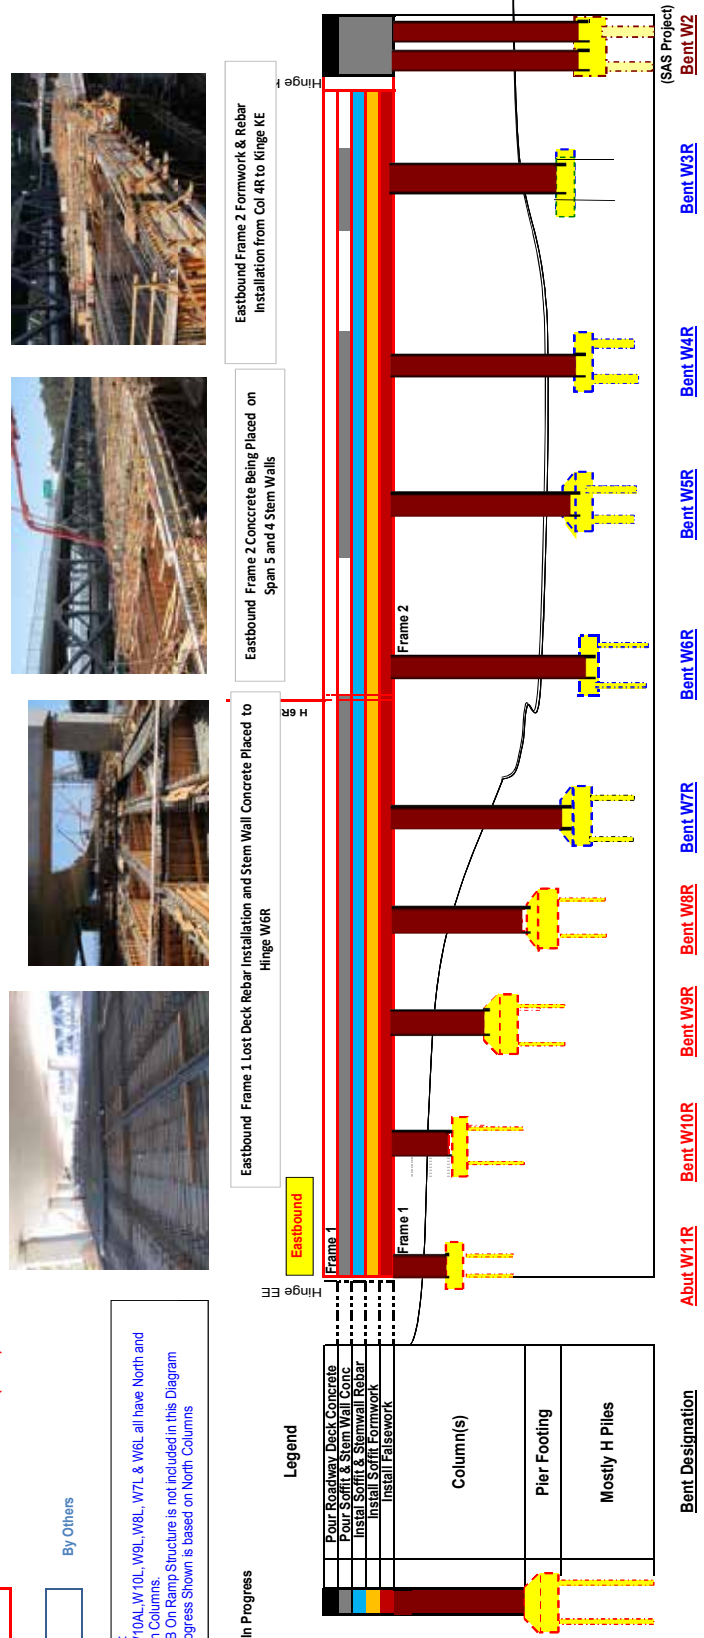 By Others
/10AL,W10L, W9L,W8L, W7L & W6L all have North and
n Columns.
B On Ramp Structure is not included in this Diagram
ogress Shown is based on North Columns
In Progress
Legend
Pour Roadway Deck Concrete
Pour Soffit & Stem Wall Conc
Instal Soffit & Stemwall Rebar
Install Soffit Formwork
Install Falsework
Column(s)
Pier Footing
Mostly H Piles
Bent Designation
Eastbound
Eastbound Frame 1 Lost Deck Rebar Installation and Stem Wall Concrete Placed to
Hinge W6R
Eastbound Frame 2 Conccrete Being Placed on
Span 5 and 4 Stem Walls
Eastbound Frame 2 Formwork & Rebar
Installation from Col 4R to Kinge KE
Hinge EE
H 6R
Hinge
Frame 1
Frame 1
Frame 2
(SAS Project)
Abut W11R
Bent W10R
Bent W9R
Bent W8R
Bent W7R
Bent W6R
Bent W5R
Bent W4R
Bent W3R
Bent W2